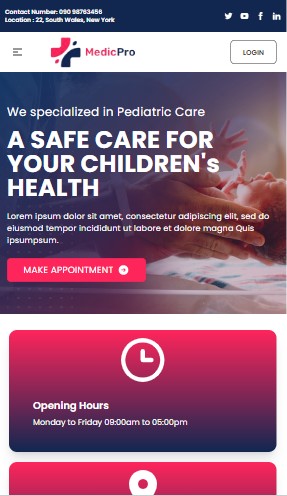 Contact Number: 090 98763456
Location : 22, South Wales, New York
MedicPro
LOGIN
We specialized in Pediatric Care
A SAFE CARE FOR
YOUR CHILDREN's
HEALTH
Lorem ipsum dolor sit amet, consectetur adipiscing elit, sed do
eiusmod tempor incididunt ut labore et dolore magna Quis
ipsumpsum.
MAKE APPOINTMENT
Opening Hours
Monday to Friday 09:00am to 05:00pm